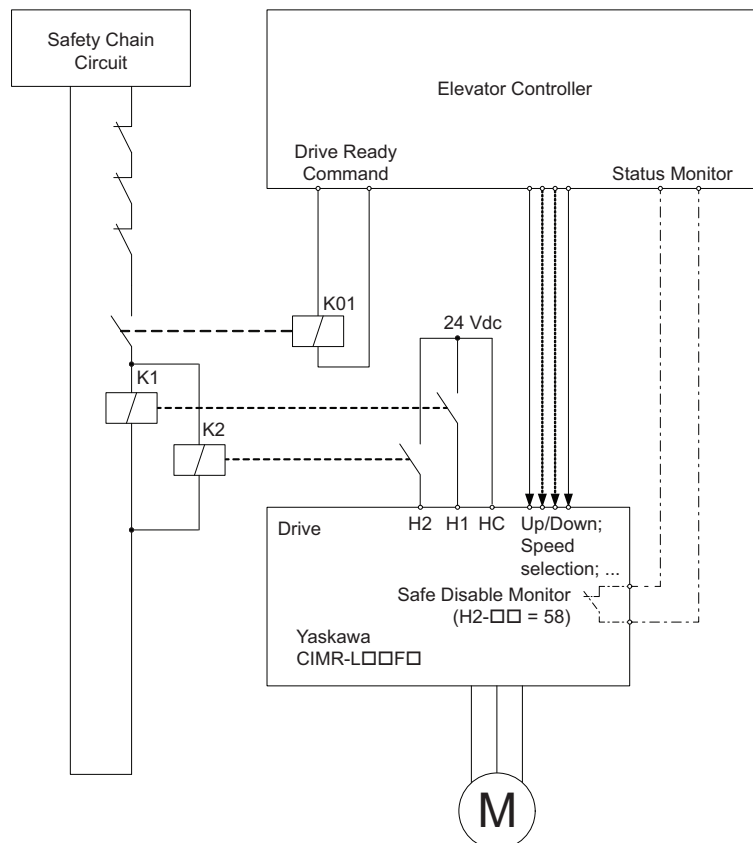 Safety Chain
Circuit
Elevator Controller
Drive Ready
Command
Status Monitor
K01
24 Vdc
K1
K2
Drive
H2
H1
HC
Up/Down;
Speed
selection; ...
Safe Disable Monitor
(H2-□□ = 58)
Yaskawa
CIMR-L□□F□
M